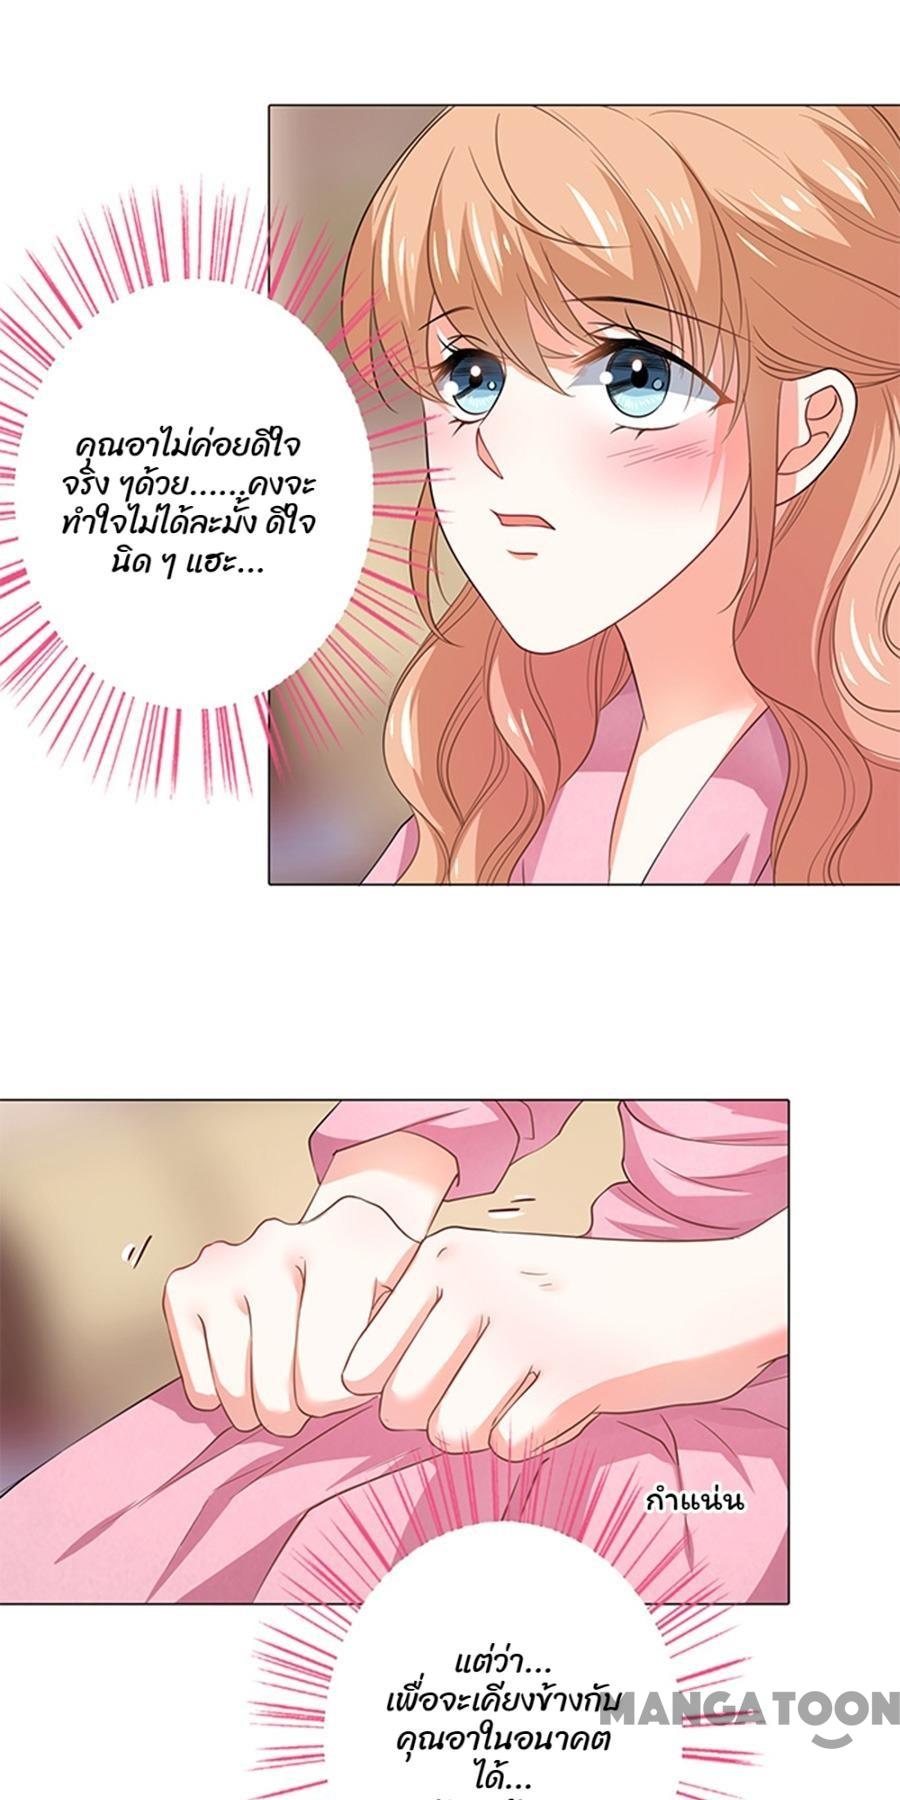 คุณอาไม่ค่อยดีใจ
จริง ๆด้วย......คงจะ
ทำใจไม่ได้ละมั้ง ดีใจ
นิด ๆ แฮะ...
กำแน่น
แต่ว่า...
เพื่อจะเคียงข้างกับ
คุณอาในอนาคต
ได้...
MANGATOON